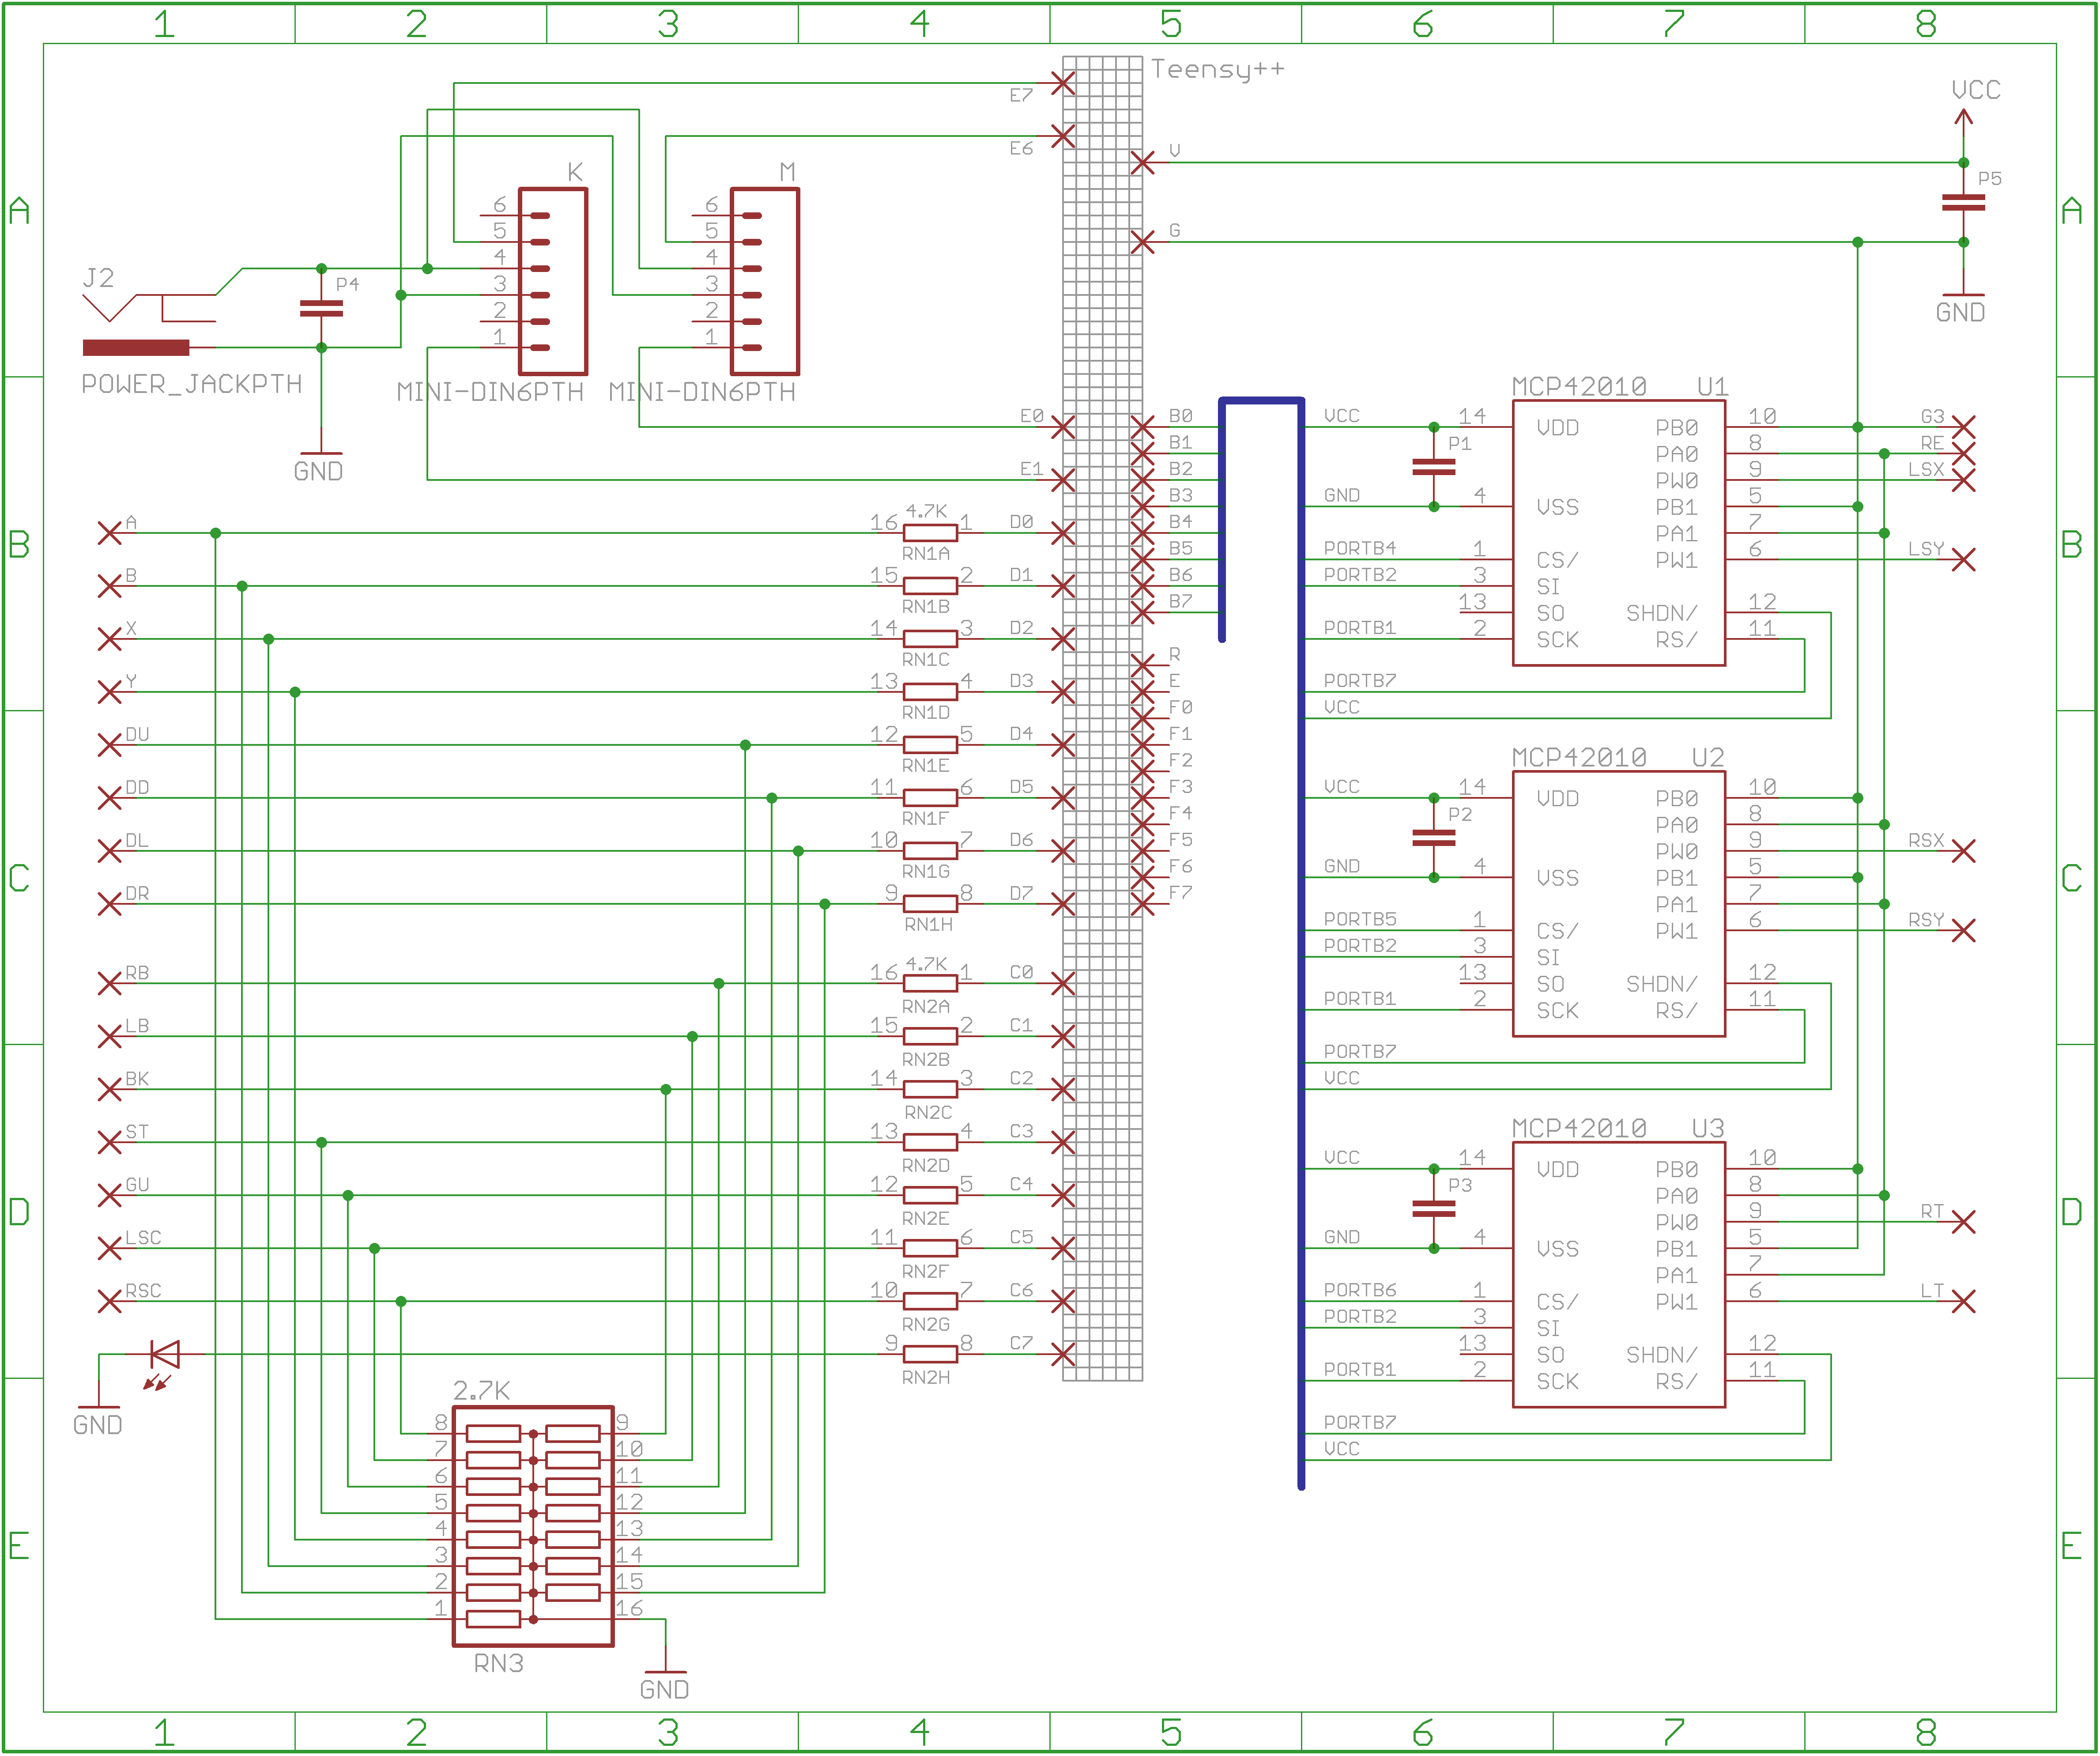 1 2 3 4 5 6 7 8
A
B
C
D
E
A
B
C
D
E
J2
POWER_JACKPTH
P4
GND
K
6
5
4
3
2
1
MINI-DIN6PTH
M
6
5
4
3
2
1
MINI-DIN6PTH
Teensy++
E7
E6
E0
E1
V
G
VCC
P5
GND
A 16 4.7K 1 D0
RN1A
B 15 2 D1
RN1B
X 14 3 D2
RN1C
Y 13 4 D3
RN1D
DU 12 5 D4
RN1E
DD 11 6 D5
RN1F
DL 10 7 D6
RN1G
DR 9 8 D7
RN1H
RB 16 4.7K 1 C0
RN2A
LB 15 2 C1
RN2B
BK 14 3 C2
RN2C
ST 13 4 C3
RN2D
GU 12 5 C4
RN2E
LSC 11 6 C5
RN2F
RSC 10 7 C6
RN2G
9 8 C7
RN2H
GND
2.7K
8 9
7 10
6 11
5 12
4 13
3 14
2 15
1 16
RN3
GND
B0
B1
B2
B3
B4
B5
B6
B7
R
E
F0
F1
F2
F3
F4
F5
F6
F7
MCP42010 U1
VCC 14 VDD PB0 10 G3
P1 PA0 8 RE
PW0 9 LSX
GND 4 VSS PB1 5
PA1 7
PORTB4 1 CS/ PW1 6 LSY
PORTB2 3 SI
13 SO SHDN/ 12
PORTB1 2 SCK RS/ 11
PORTB7
VCC
MCP42010 U2
VCC 14 VDD PB0 10
P2 PA0 8
PW0 9 RSX
GND 4 VSS PB1 5
PA1 7
PORTB5 1 CS/ PW1 6 RSY
PORTB2 3 SI
13 SO SHDN/ 12
PORTB1 2 SCK RS/ 11
PORTB7
VCC
MCP42010 U3
VCC 14 VDD PB0 10
P3 PA0 8
PW0 9 RT
GND 4 VSS PB1 5
PA1 7
PORTB6 1 CS/ PW1 6 LT
PORTB2 3 SI
13 SO SHDN/ 12
PORTB1 2 SCK RS/ 11
PORTB7
VCC
1 2 3 4 5 6 7 8